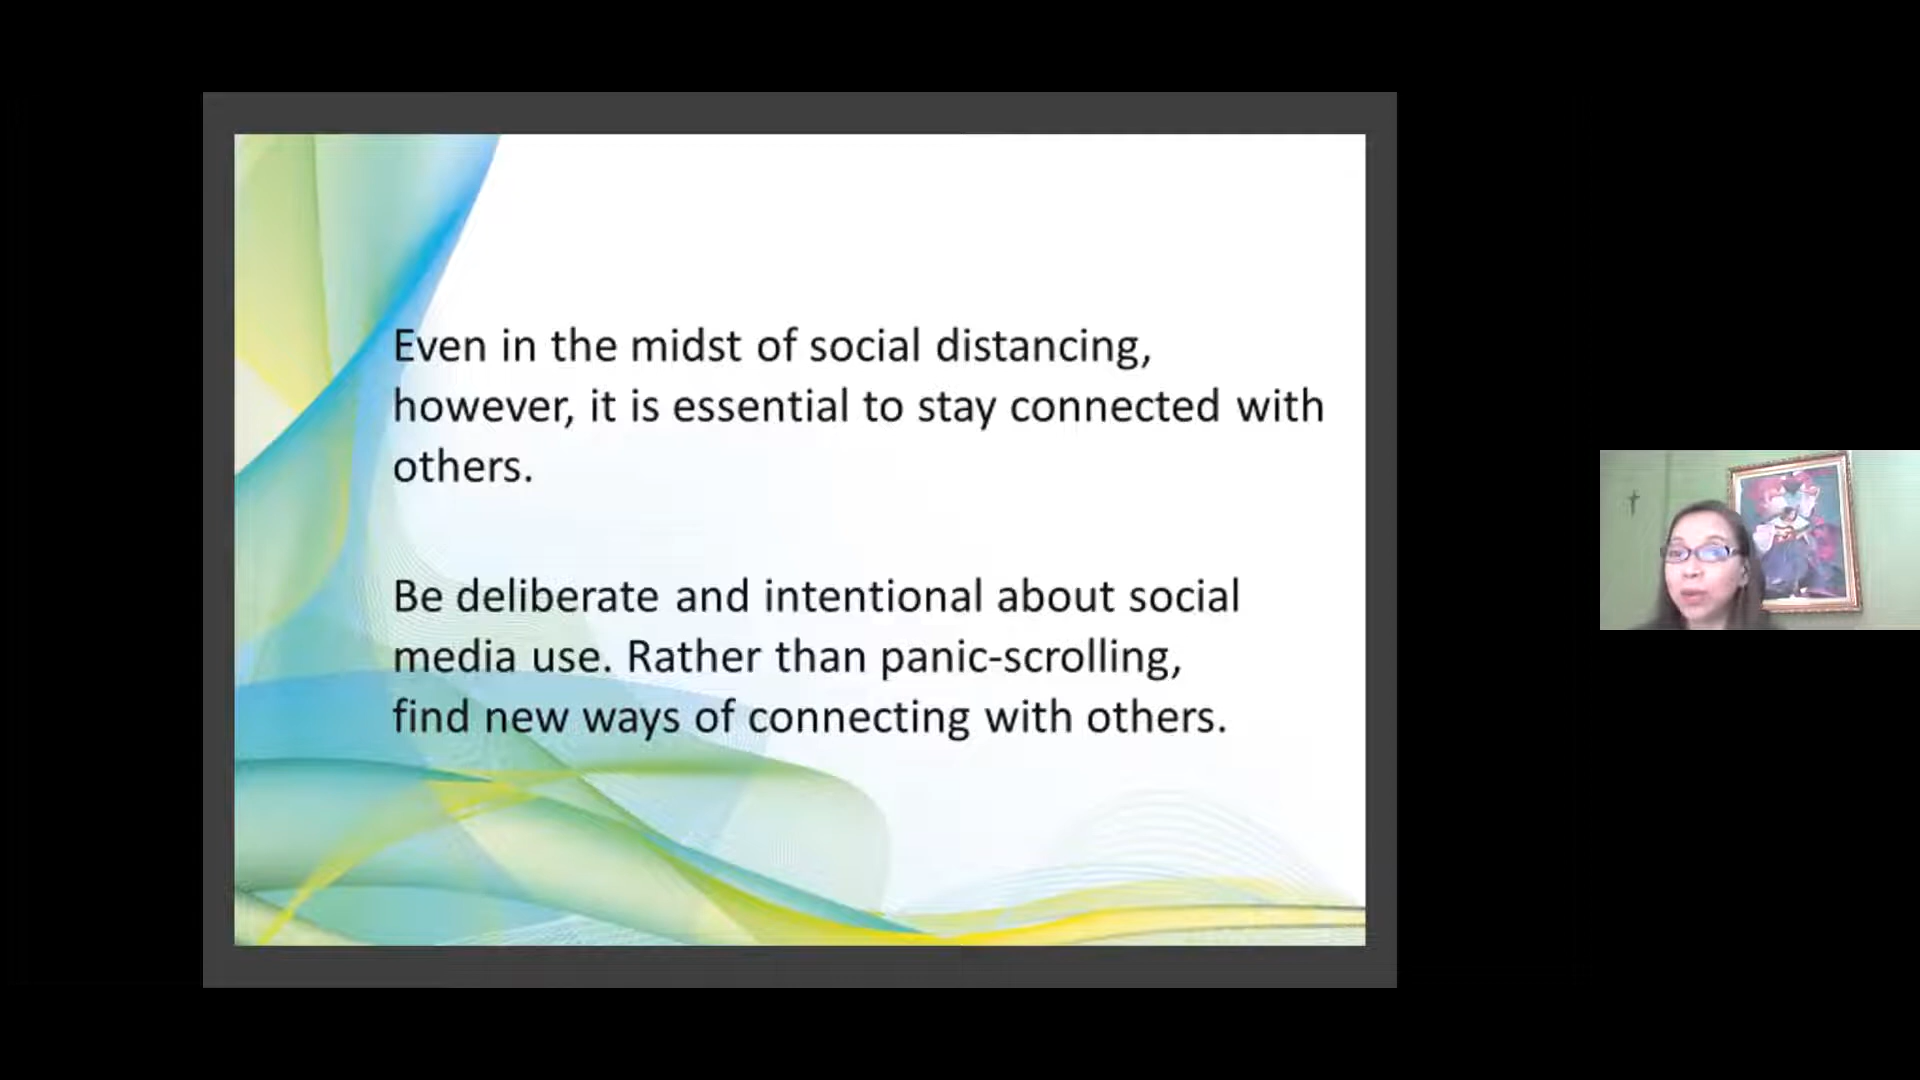 Even in the midst of social distancing,
however, it is essential to stay connected with
others.
Be deliberate and intentional about social
media use. Rather than panic-scrolling,
find new ways of connecting with others.